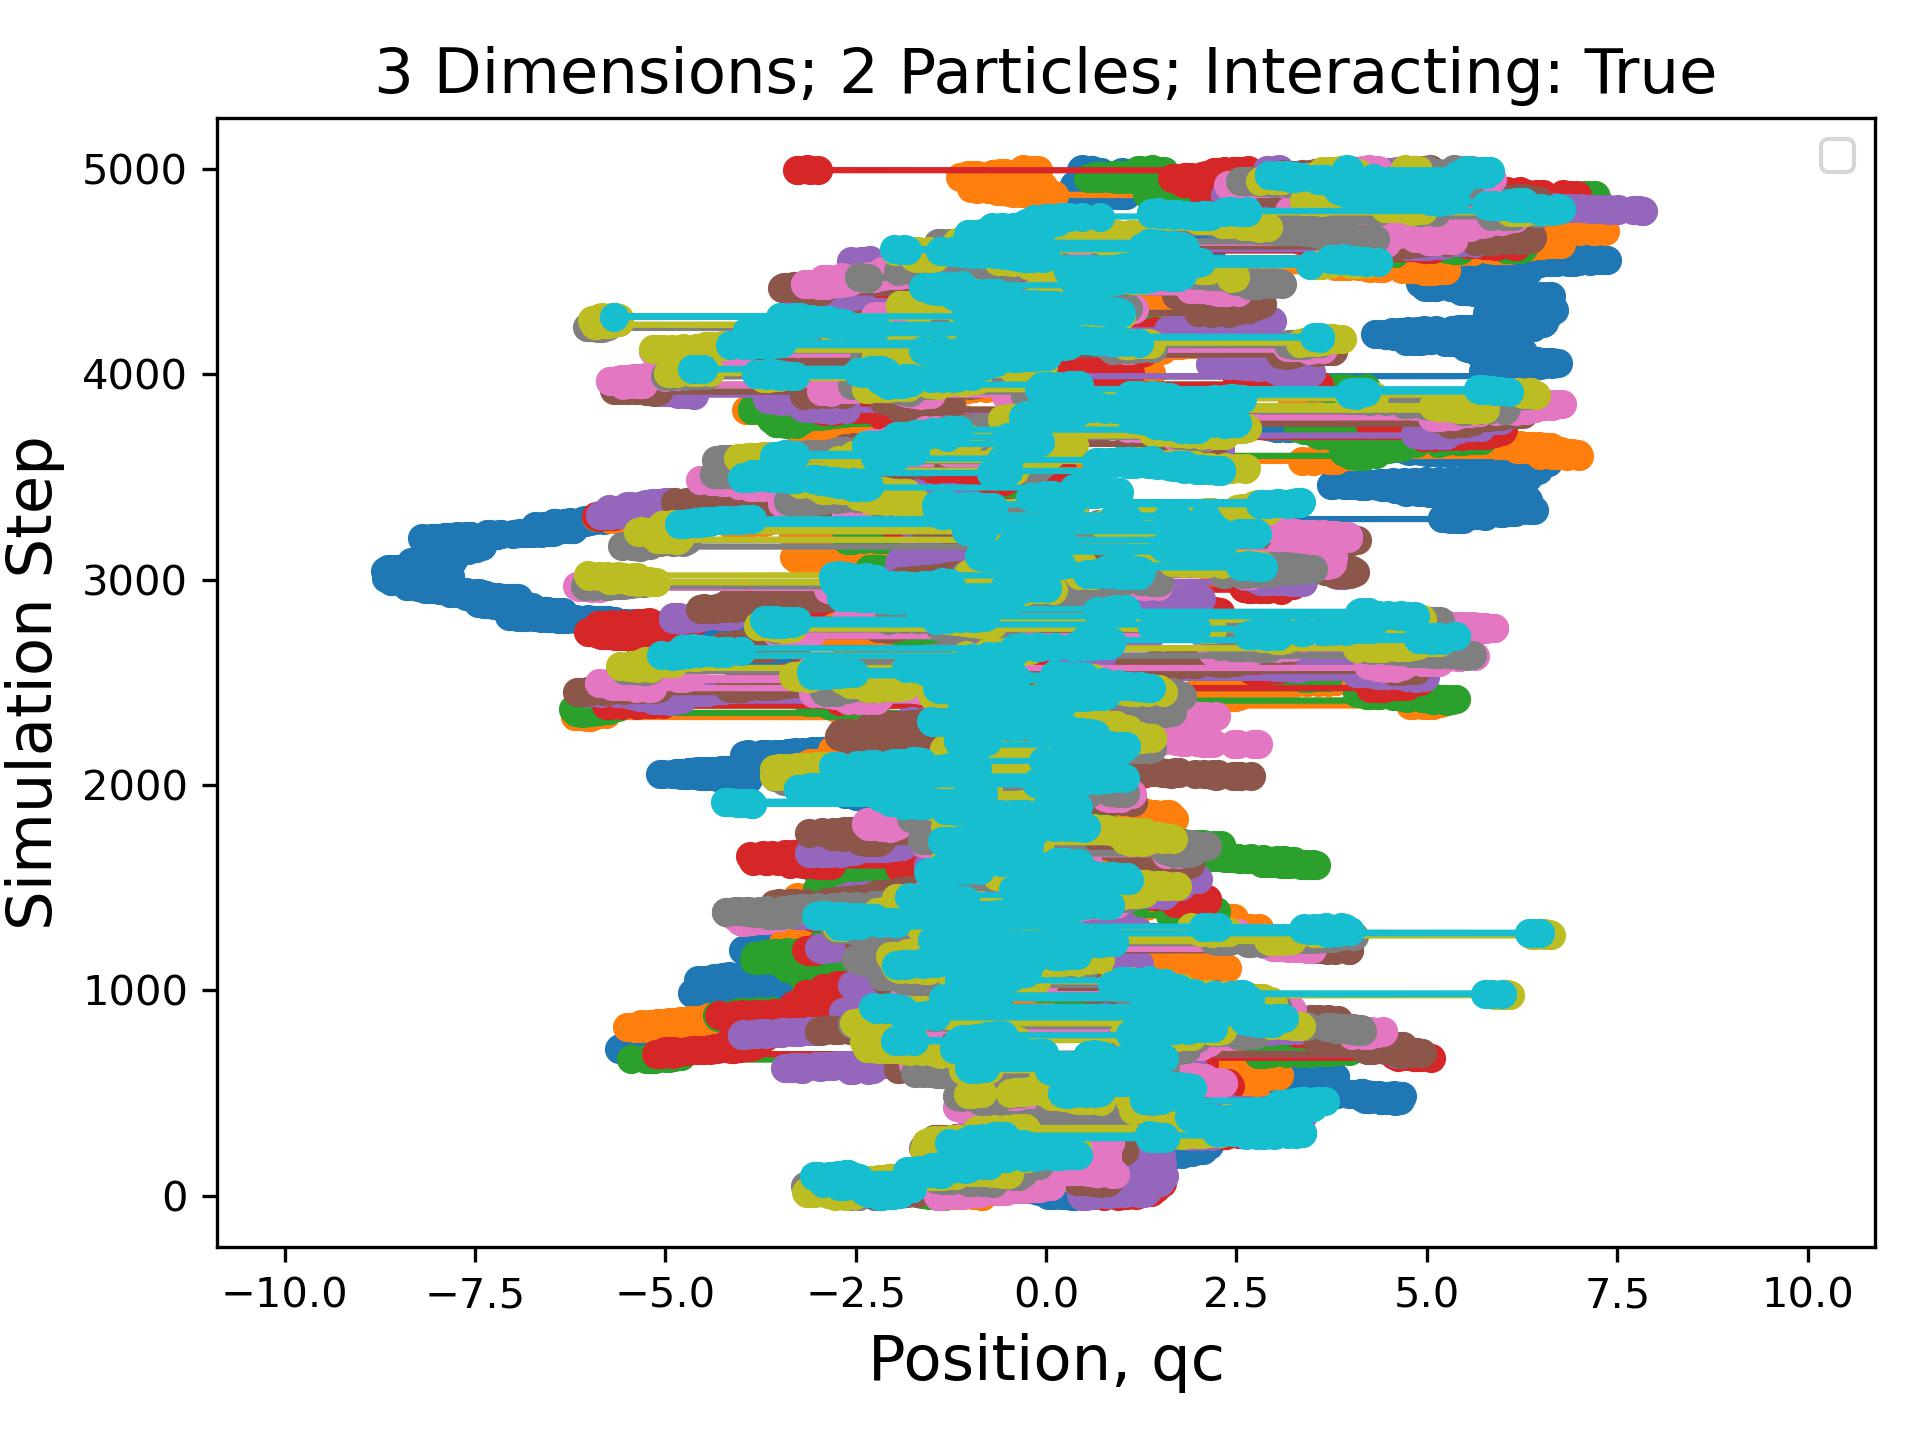 3 Dimensions; 2 Particles; Interacting: True
5000
4000
3000
2000
1000
0
Simulation Step
−10.0 −7.5 −5.0 −2.5 0.0 2.5 5.0 7.5 10.0
Position, qc